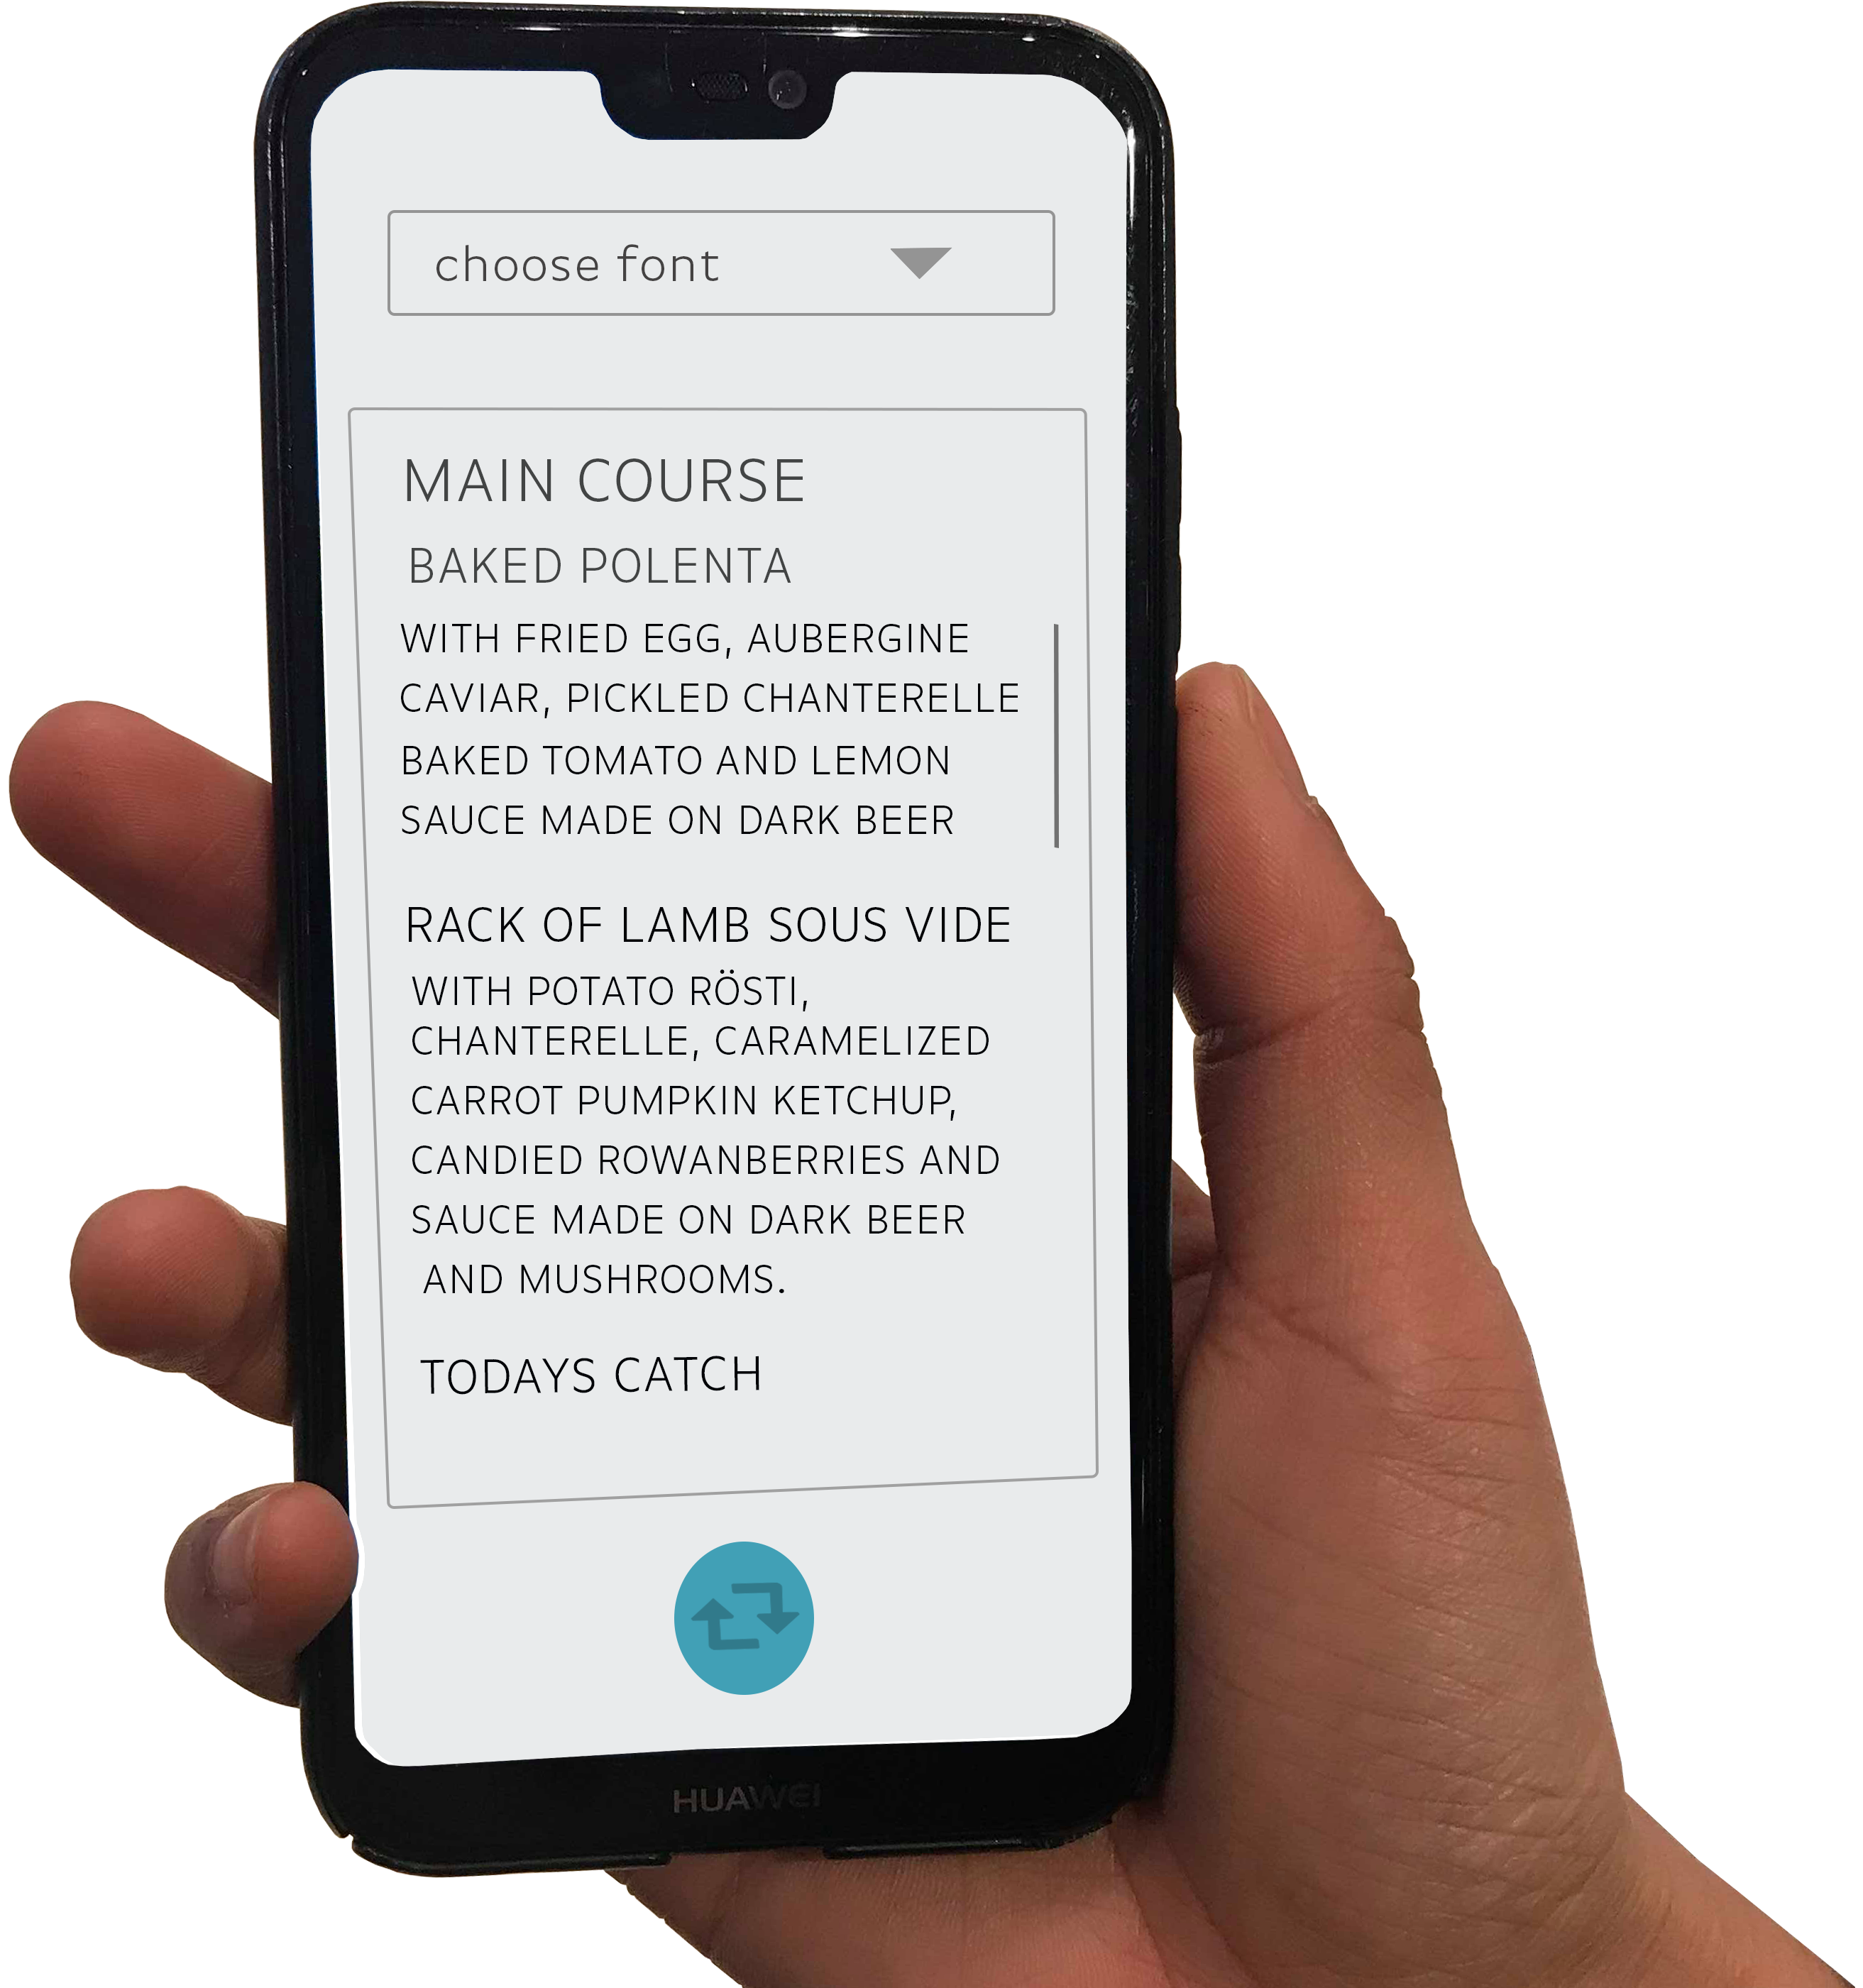 choose font
MAIN COURSE
BAKED POLENTA
WITH FRIED EGG, AUBERGINE
CAVIAR, PICKLED CHANTERELLE
BAKED TOMATO AND LEMON
SAUCE MADE ON DARK BEER
RACK OF LAMB SOUS VIDE
WITH POTATO RÖSTI,
CHANTERELLE, CARAMELIZED
CARROT PUMPKIN KETCHUP,
CANDIED ROWANBERRIES AND
SAUCE MADE ON DARK BEER
AND MUSHROOMS.
TODAYS CATCH
HUAWEI